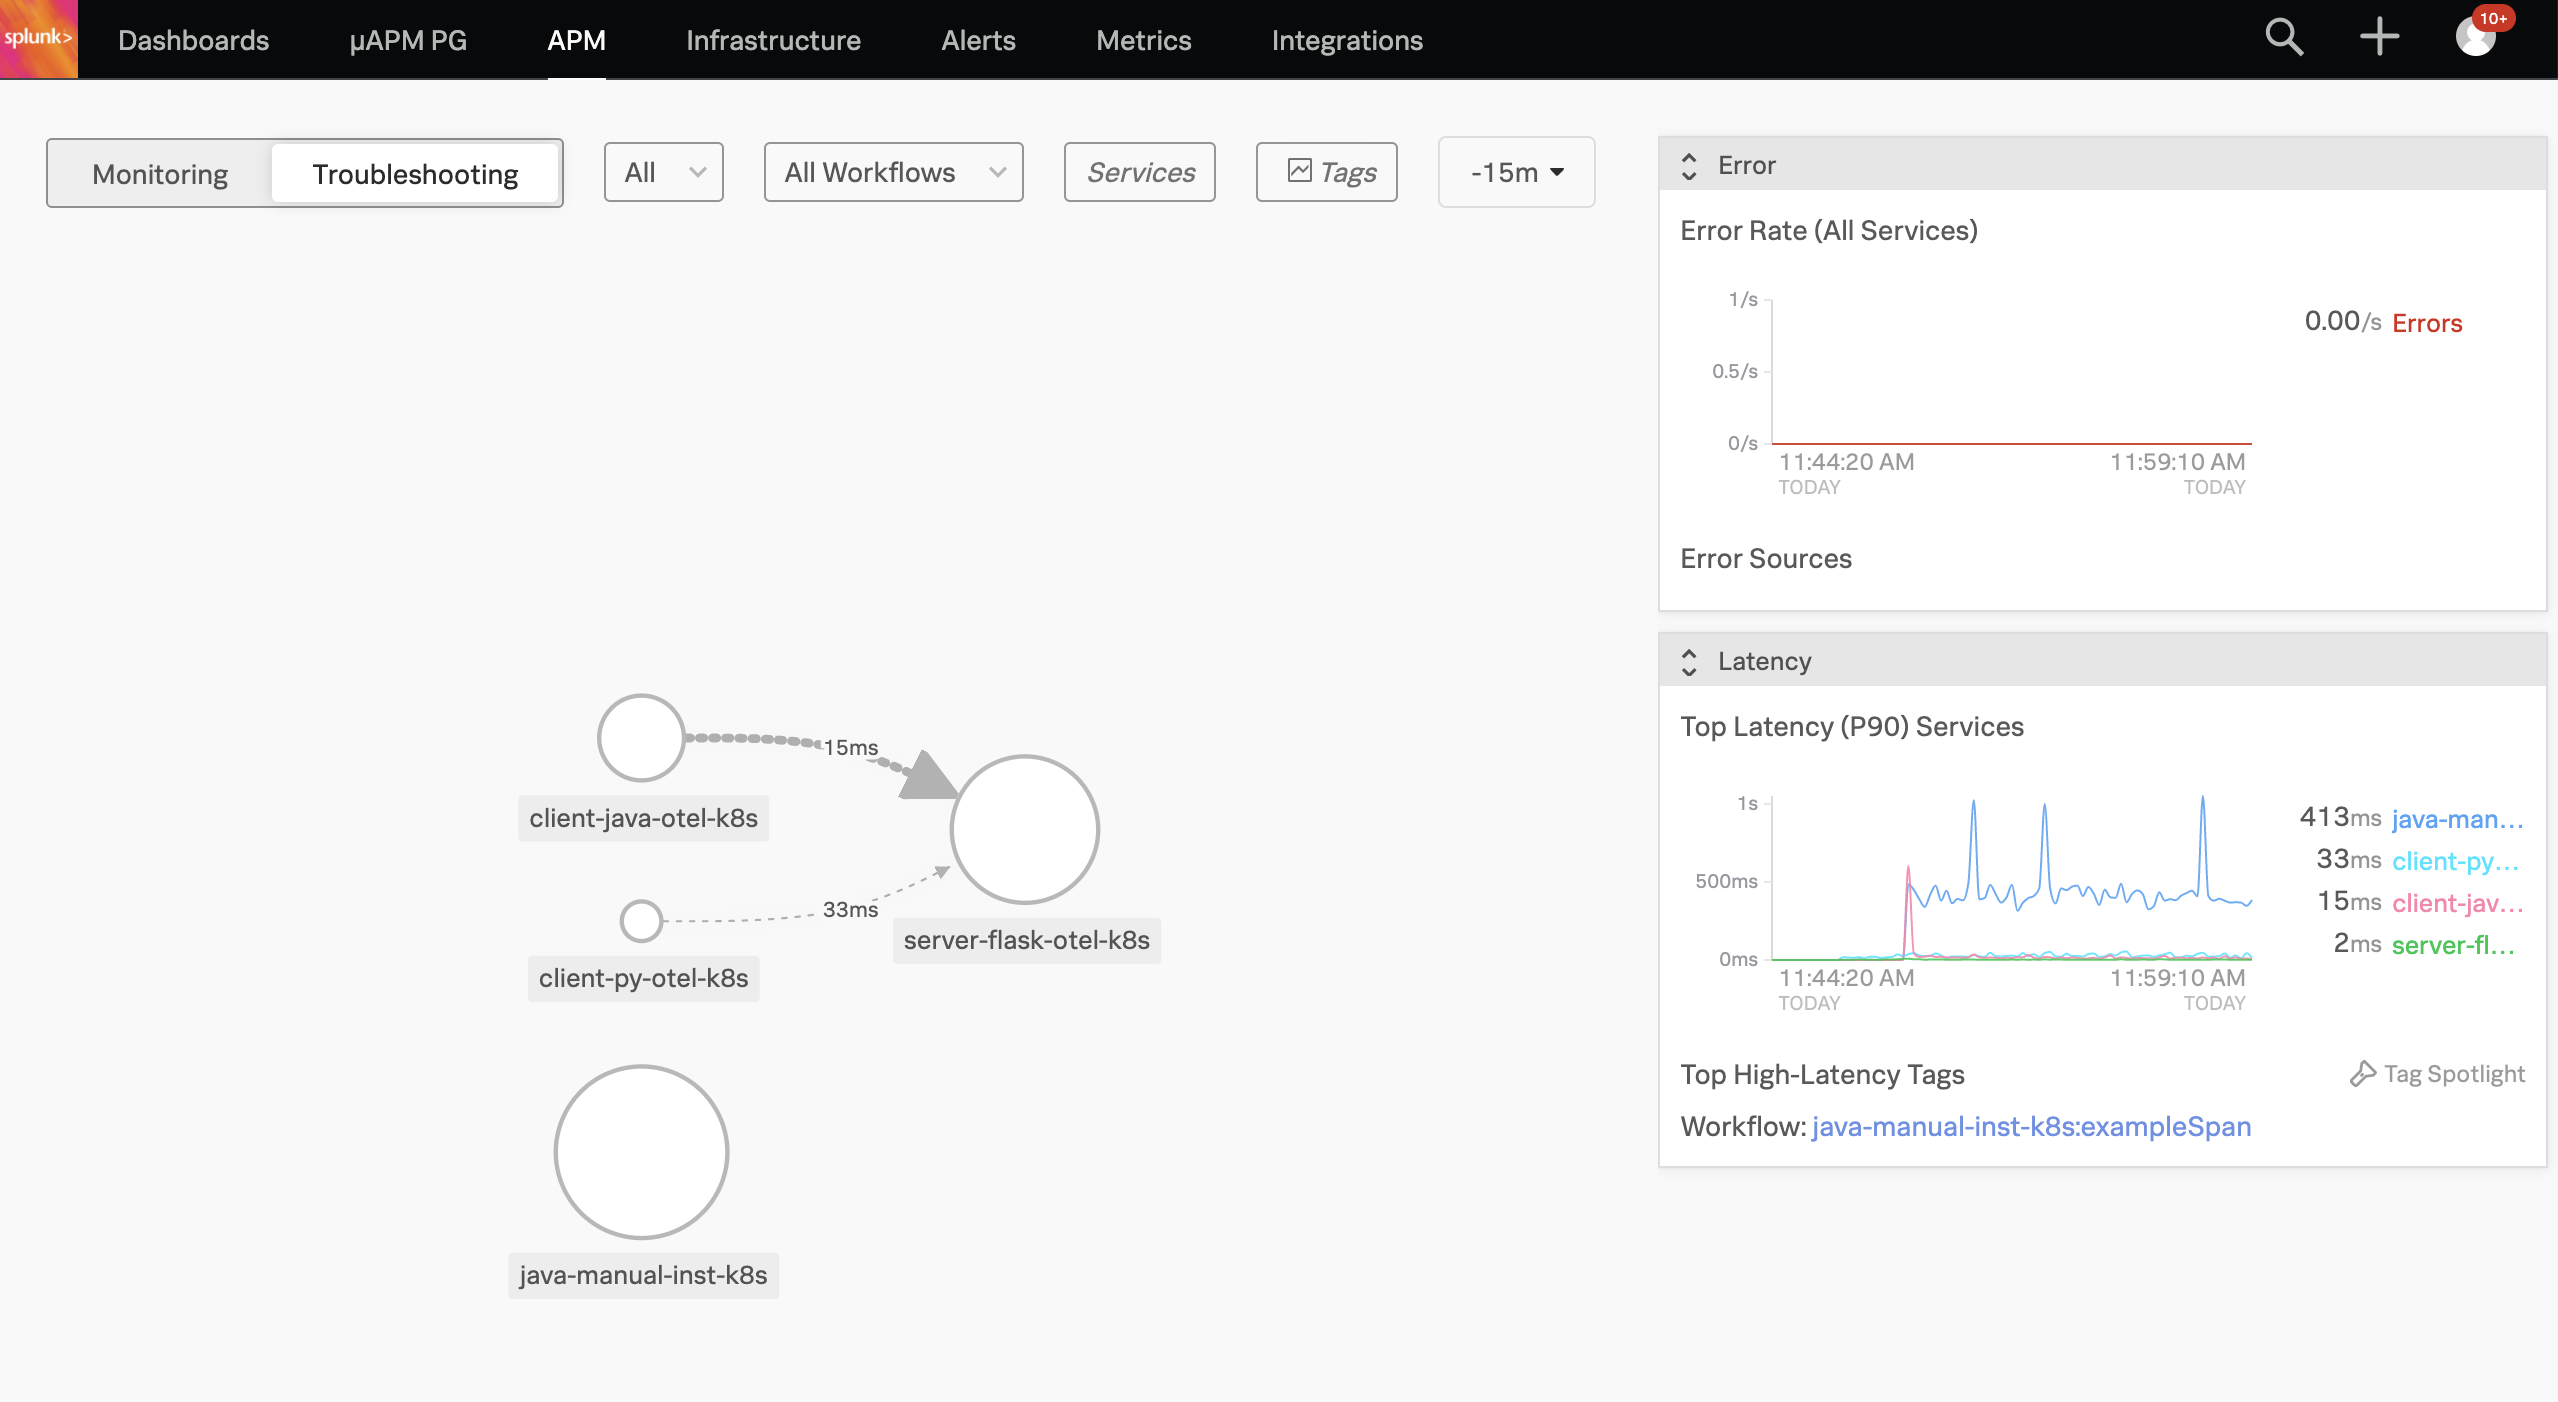 splunk>
Dashboards
µAPM PG
APM
Infrastructure
Alerts
Metrics
Integrations
10+
Monitoring
Troubleshooting
All
All Workflows
Services
Tags
-15m
Error
Error Rate (All Services)
1/s
0.5/s
0/s
11:44:20 AM
TODAY
11:59:10 AM
TODAY
0.00/s Errors
Error Sources
Latency
Top Latency (P90) Services
1s
500ms
0ms
11:44:20 AM
TODAY
11:59:10 AM
TODAY
413ms java-man...
33ms client-py...
15ms client-jav...
2ms server-fl...
Top High-Latency Tags
Tag Spotlight
Workflow: java-manual-inst-k8s:exampleSpan
15ms
client-java-otel-k8s
33ms
server-flask-otel-k8s
client-py-otel-k8s
java-manual-inst-k8s